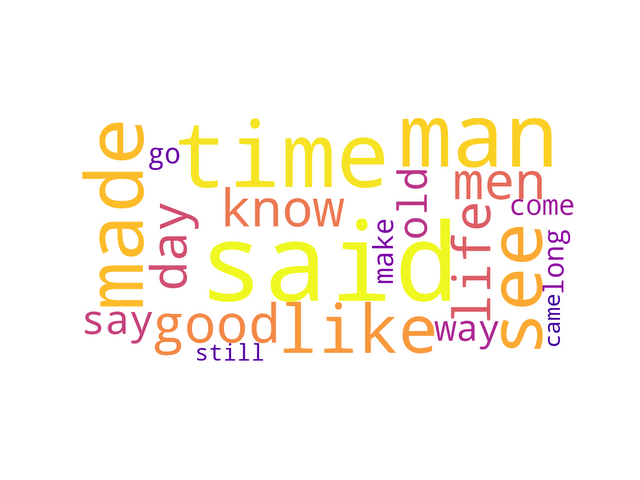 man
time
made
go
men
old
know
come
day
life
said
make
see
long
say
good
like
way
came
still